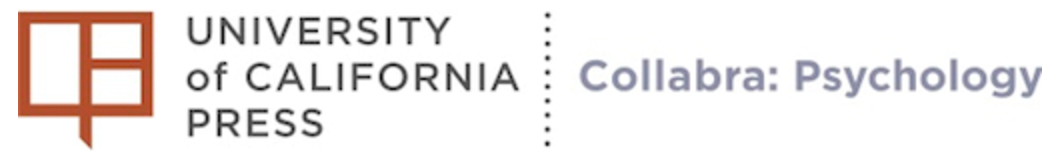 UNIVERSITY
of CALIFORNIA
PRESS
Collabra: Psychology